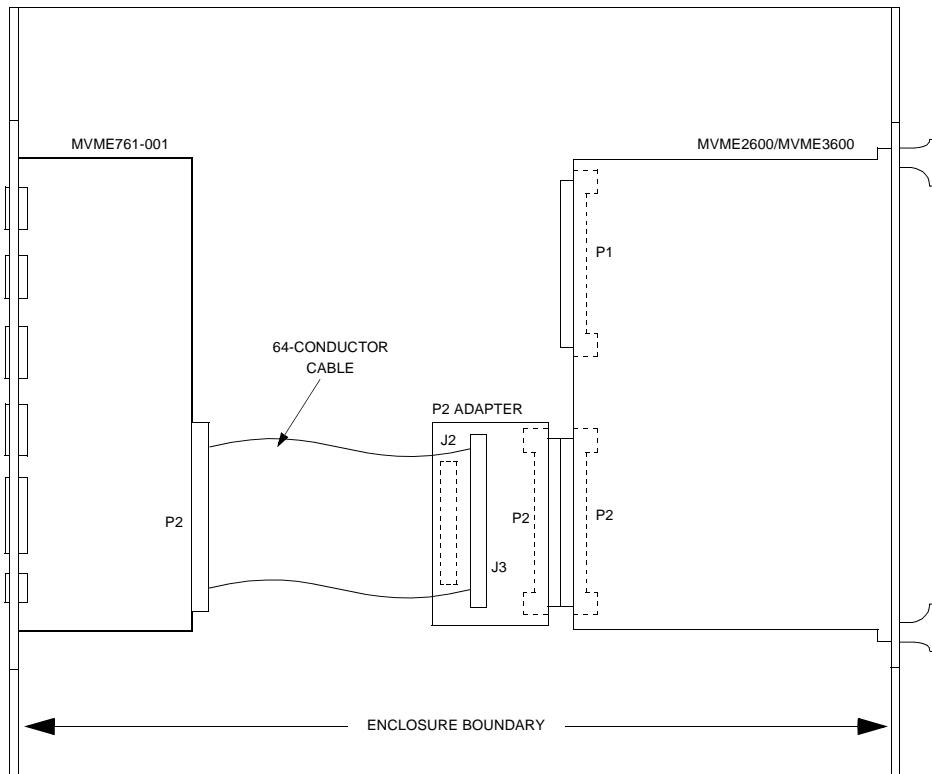 MVME761-001
MVME2600/MVME3600
P1
64-CONDUCTOR
CABLE
P2 ADAPTER
J2
P2
P2
P2
J3
ENCLOSURE BOUNDARY